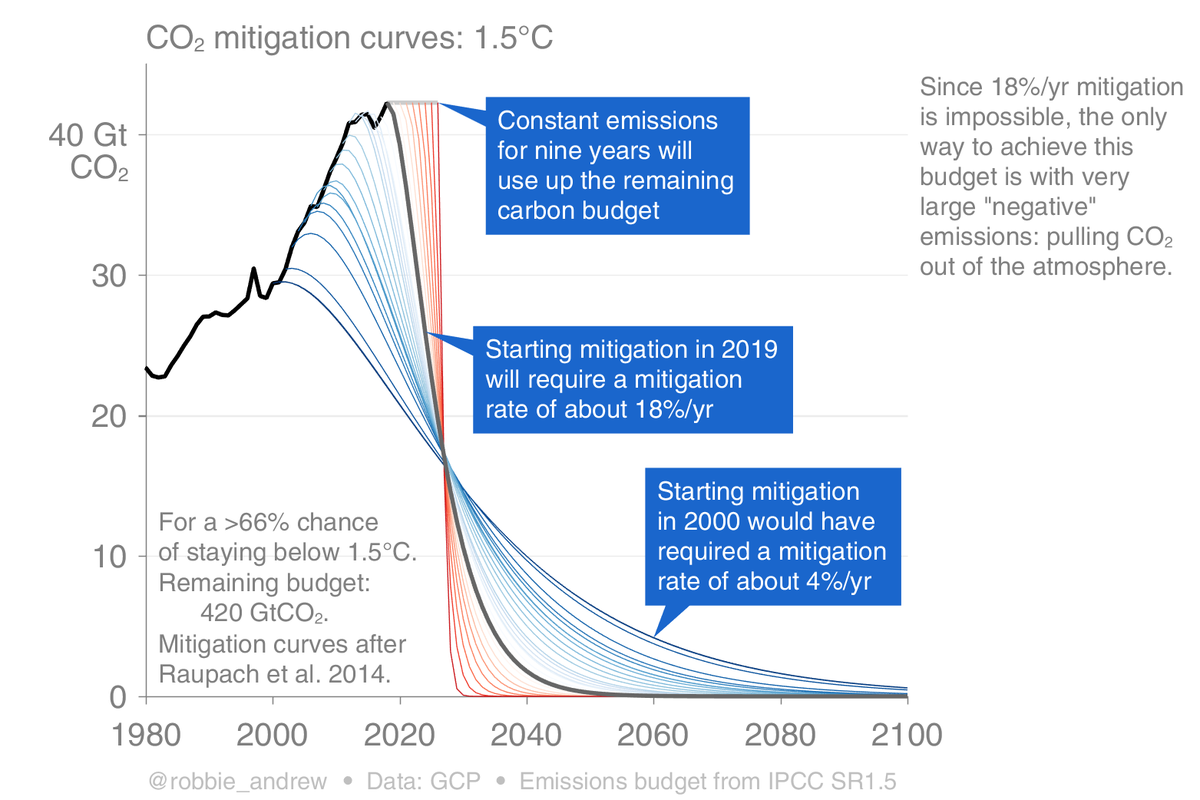 CO₂ mitigation curves: 1.5°C
40 Gt
CO₂
30
20
10
0
1980
2000
2020
2040
2060
2080
2100
Constant emissions
for nine years will
use up the remaining
carbon budget
Starting mitigation in 2019
will require a mitigation
rate of about 18%/yr
Starting mitigation
in 2000 would have
required a mitigation
rate of about 4%/yr
For a >66% chance
of staying below 1.5°C.
Remaining budget:
420 GtCO₂.
Mitigation curves after
Raupach et al. 2014.
Since 18%/yr mitigation
is impossible, the only
way to achieve this
budget is with very
large "negative"
emissions: pulling CO₂
out of the atmosphere.
@robbie_andrew • Data: GCP • Emissions budget from IPCC SR1.5